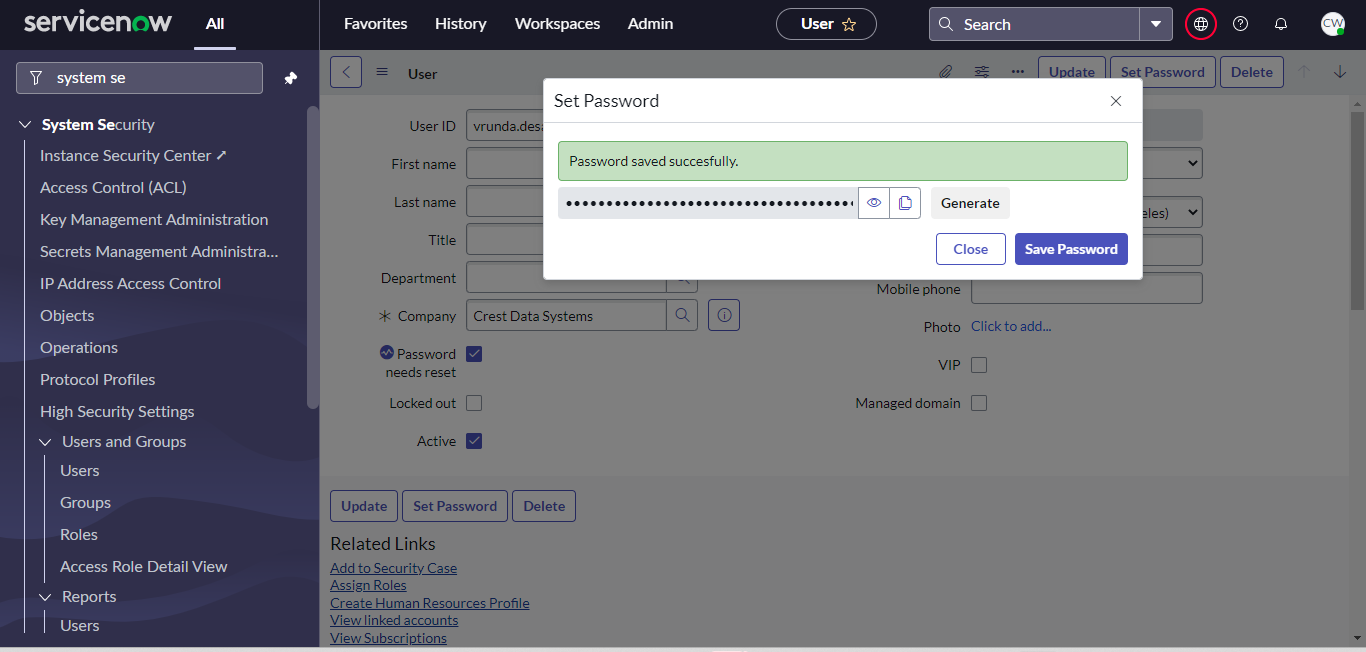 servicenow
All
Favorites
History
Workspaces
Admin
User
Search
CW
system se
System Security
Instance Security Center ↗
Access Control (ACL)
Key Management Administration
Secrets Management Administra...
IP Address Access Control
Objects
Operations
Protocol Profiles
High Security Settings
Users and Groups
Users
Groups
Roles
Access Role Detail View
Reports
Users
User
Update
Set Password
Delete
Set Password
Password saved succesfully.
Generate
Close
Save Password
User ID
First name
Last name
Title
Department
Company
Crest Data Systems
Password
needs reset
Locked out
Active
Mobile phone
Photo
Click to add...
VIP
Managed domain
Update
Set Password
Delete
Related Links
Add to Security Case
Assign Roles
Create Human Resources Profile
View linked accounts
View Subscriptions